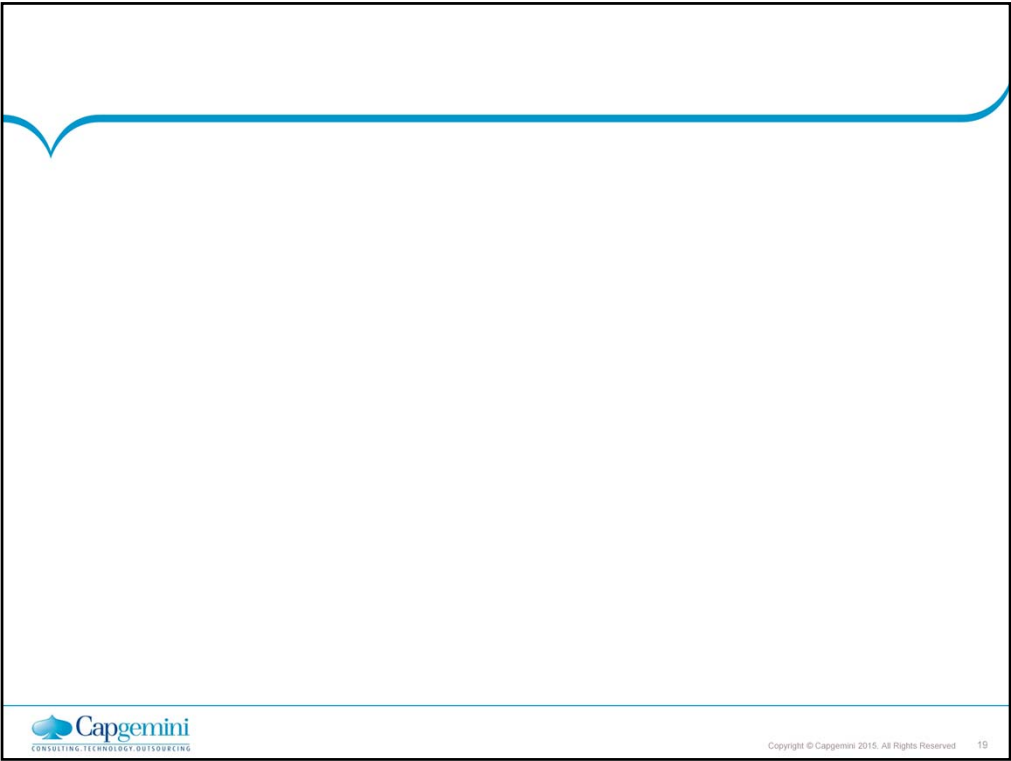 Capgemini
CONSULTING.TECHNOLOGY.OUTSOURCING
Copyright © Capgemini 2015. All Rights Reserved 19